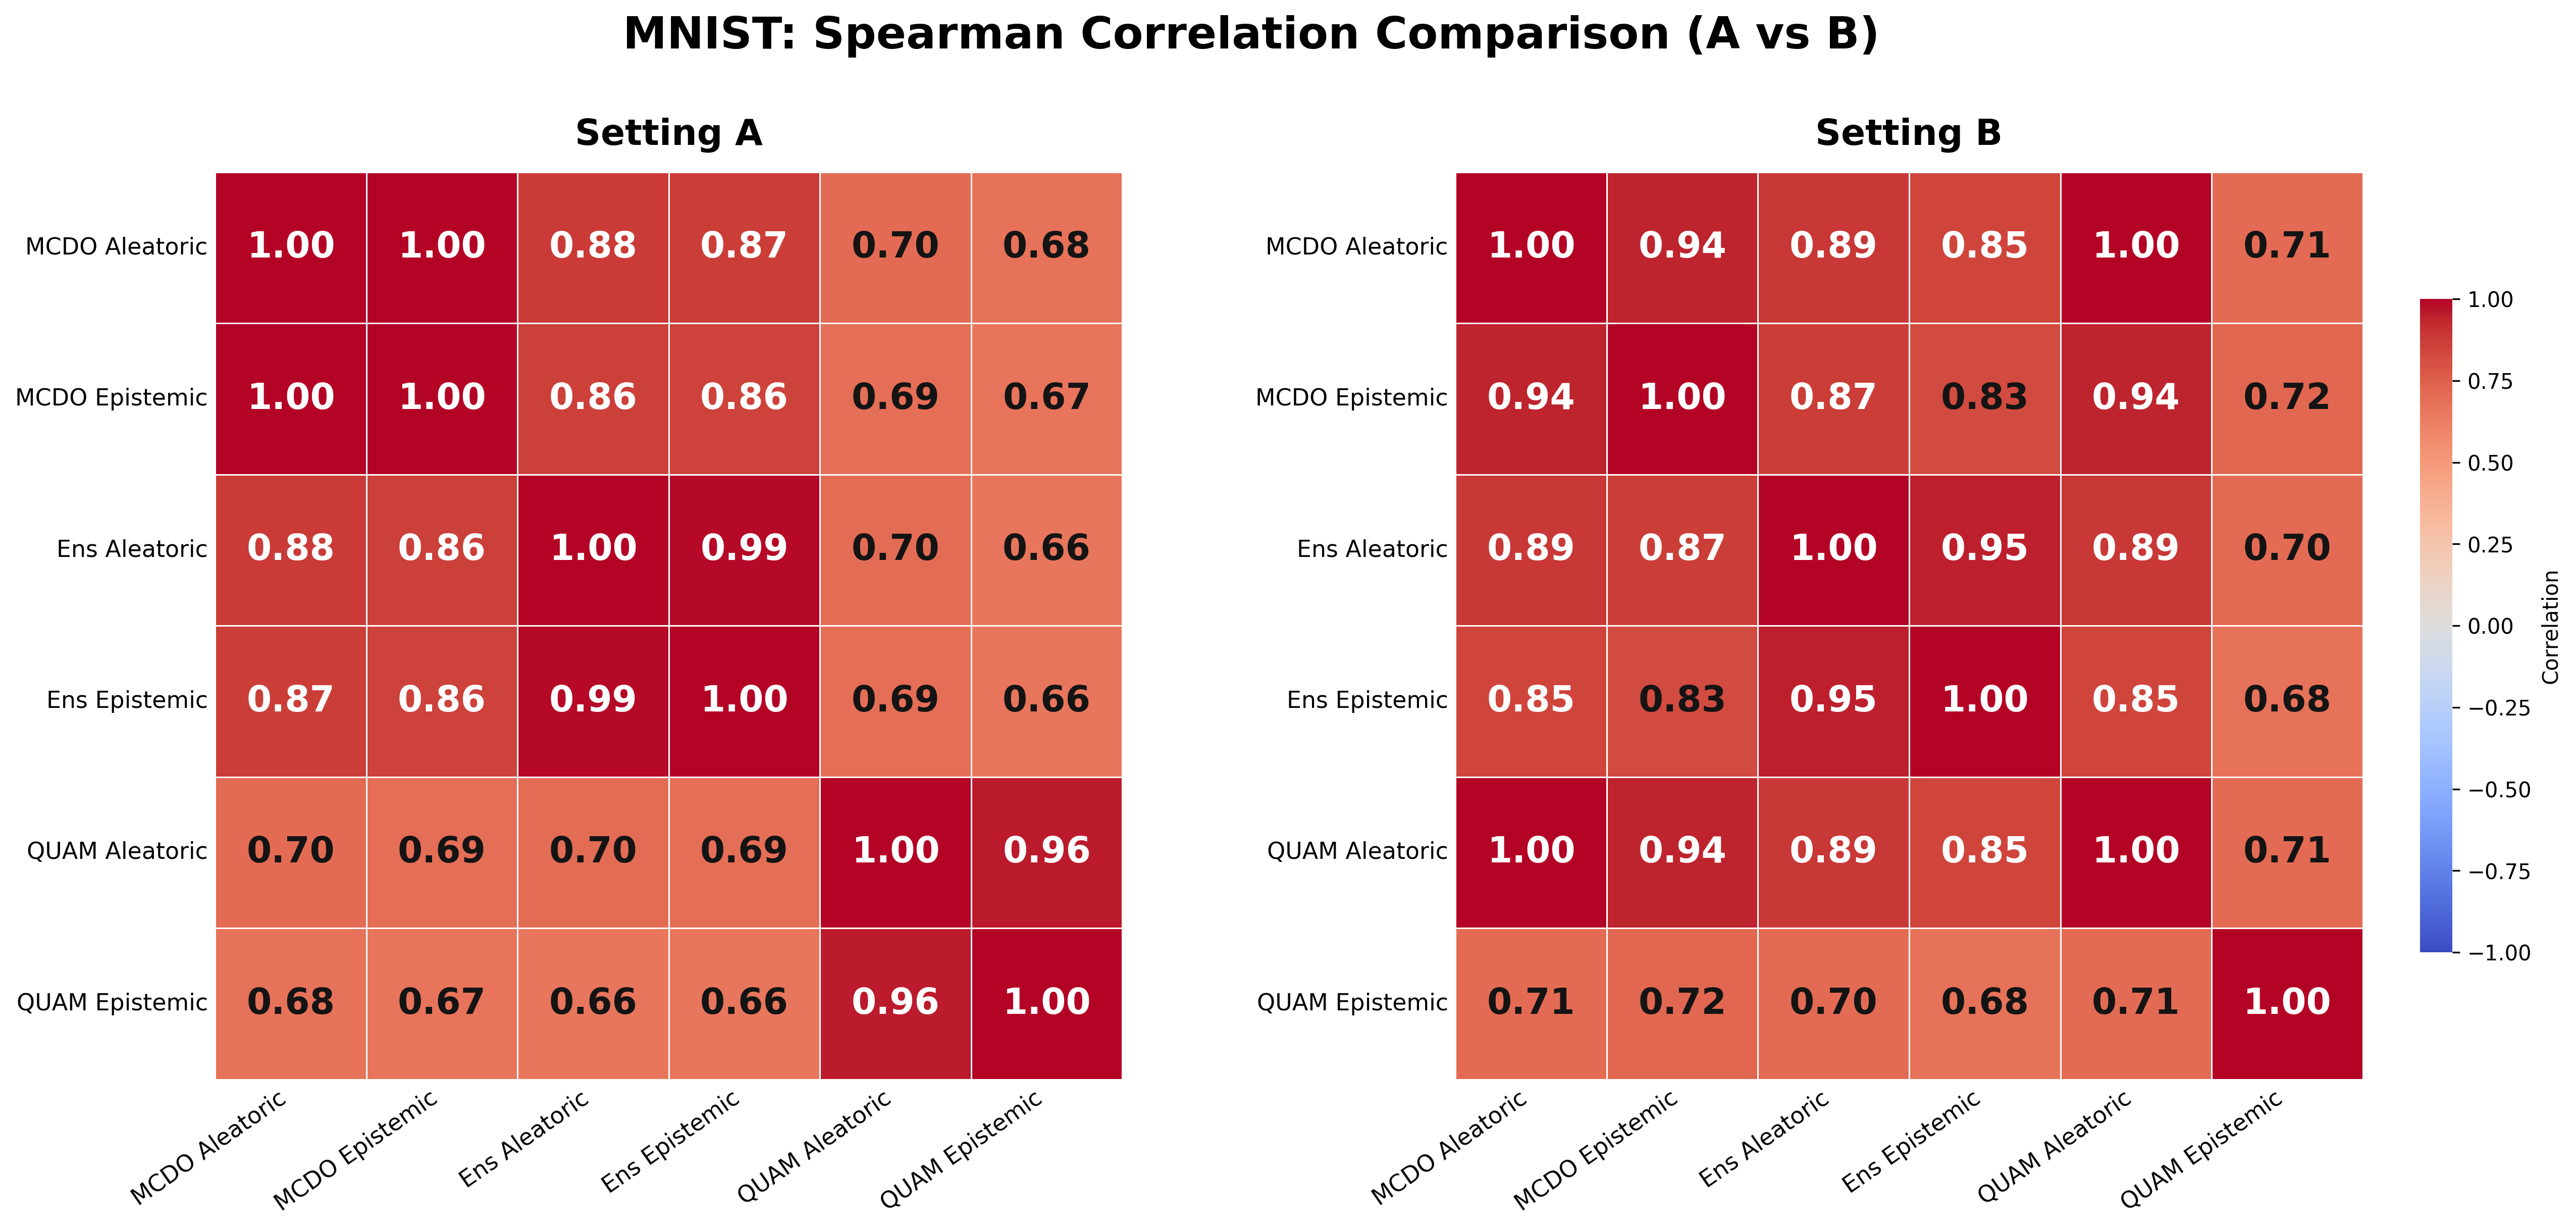 MNIST: Spearman Correlation Comparison (A vs B)
Setting A
MCDO Aleatoric 1.00 1.00 0.88 0.87 0.70 0.68
MCDO Epistemic 1.00 1.00 0.86 0.86 0.69 0.67
Ens Aleatoric 0.88 0.86 1.00 0.99 0.70 0.66
Ens Epistemic 0.87 0.86 0.99 1.00 0.69 0.66
QUAM Aleatoric 0.70 0.69 0.70 0.69 1.00 0.96
QUAM Epistemic 0.68 0.67 0.66 0.66 0.96 1.00
MCDO Aleatoric
MCDO Epistemic
Ens Aleatoric
Ens Epistemic
QUAM Aleatoric
QUAM Epistemic
Setting B
MCDO Aleatoric 1.00 0.94 0.89 0.85 1.00 0.71
MCDO Epistemic 0.94 1.00 0.87 0.83 0.94 0.72
Ens Aleatoric 0.89 0.87 1.00 0.95 0.89 0.70
Ens Epistemic 0.85 0.83 0.95 1.00 0.85 0.68
QUAM Aleatoric 1.00 0.94 0.89 0.85 1.00 0.71
QUAM Epistemic 0.71 0.72 0.70 0.68 0.71 1.00
MCDO Aleatoric
MCDO Epistemic
Ens Aleatoric
Ens Epistemic
QUAM Aleatoric
QUAM Epistemic
1.00
0.75
0.50
0.25
0.00
−0.25
−0.50
−0.75
−1.00
Correlation